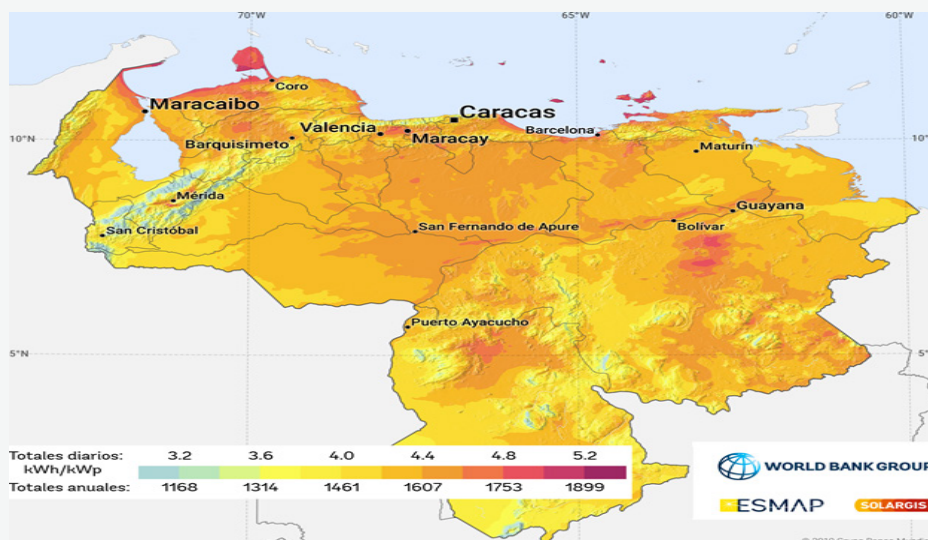 70°W 65°W 60°W
Coro
Maracaibo
Caracas
Valencia
Barcelona
10°N
Barquisimeto
Maracay
Maturín
Mérida
Guayana
San Cristóbal
San Fernando de Apure
Bolívar
Puerto Ayacucho
5°N
Totales diarios: 3.2 3.6 4.0 4.4 4.8 5.2
kWh/kWp
Totales anuales: 1168 1314 1461 1607 1753 1899
WORLD BANK GROUP
ESMAP SOLARGIS